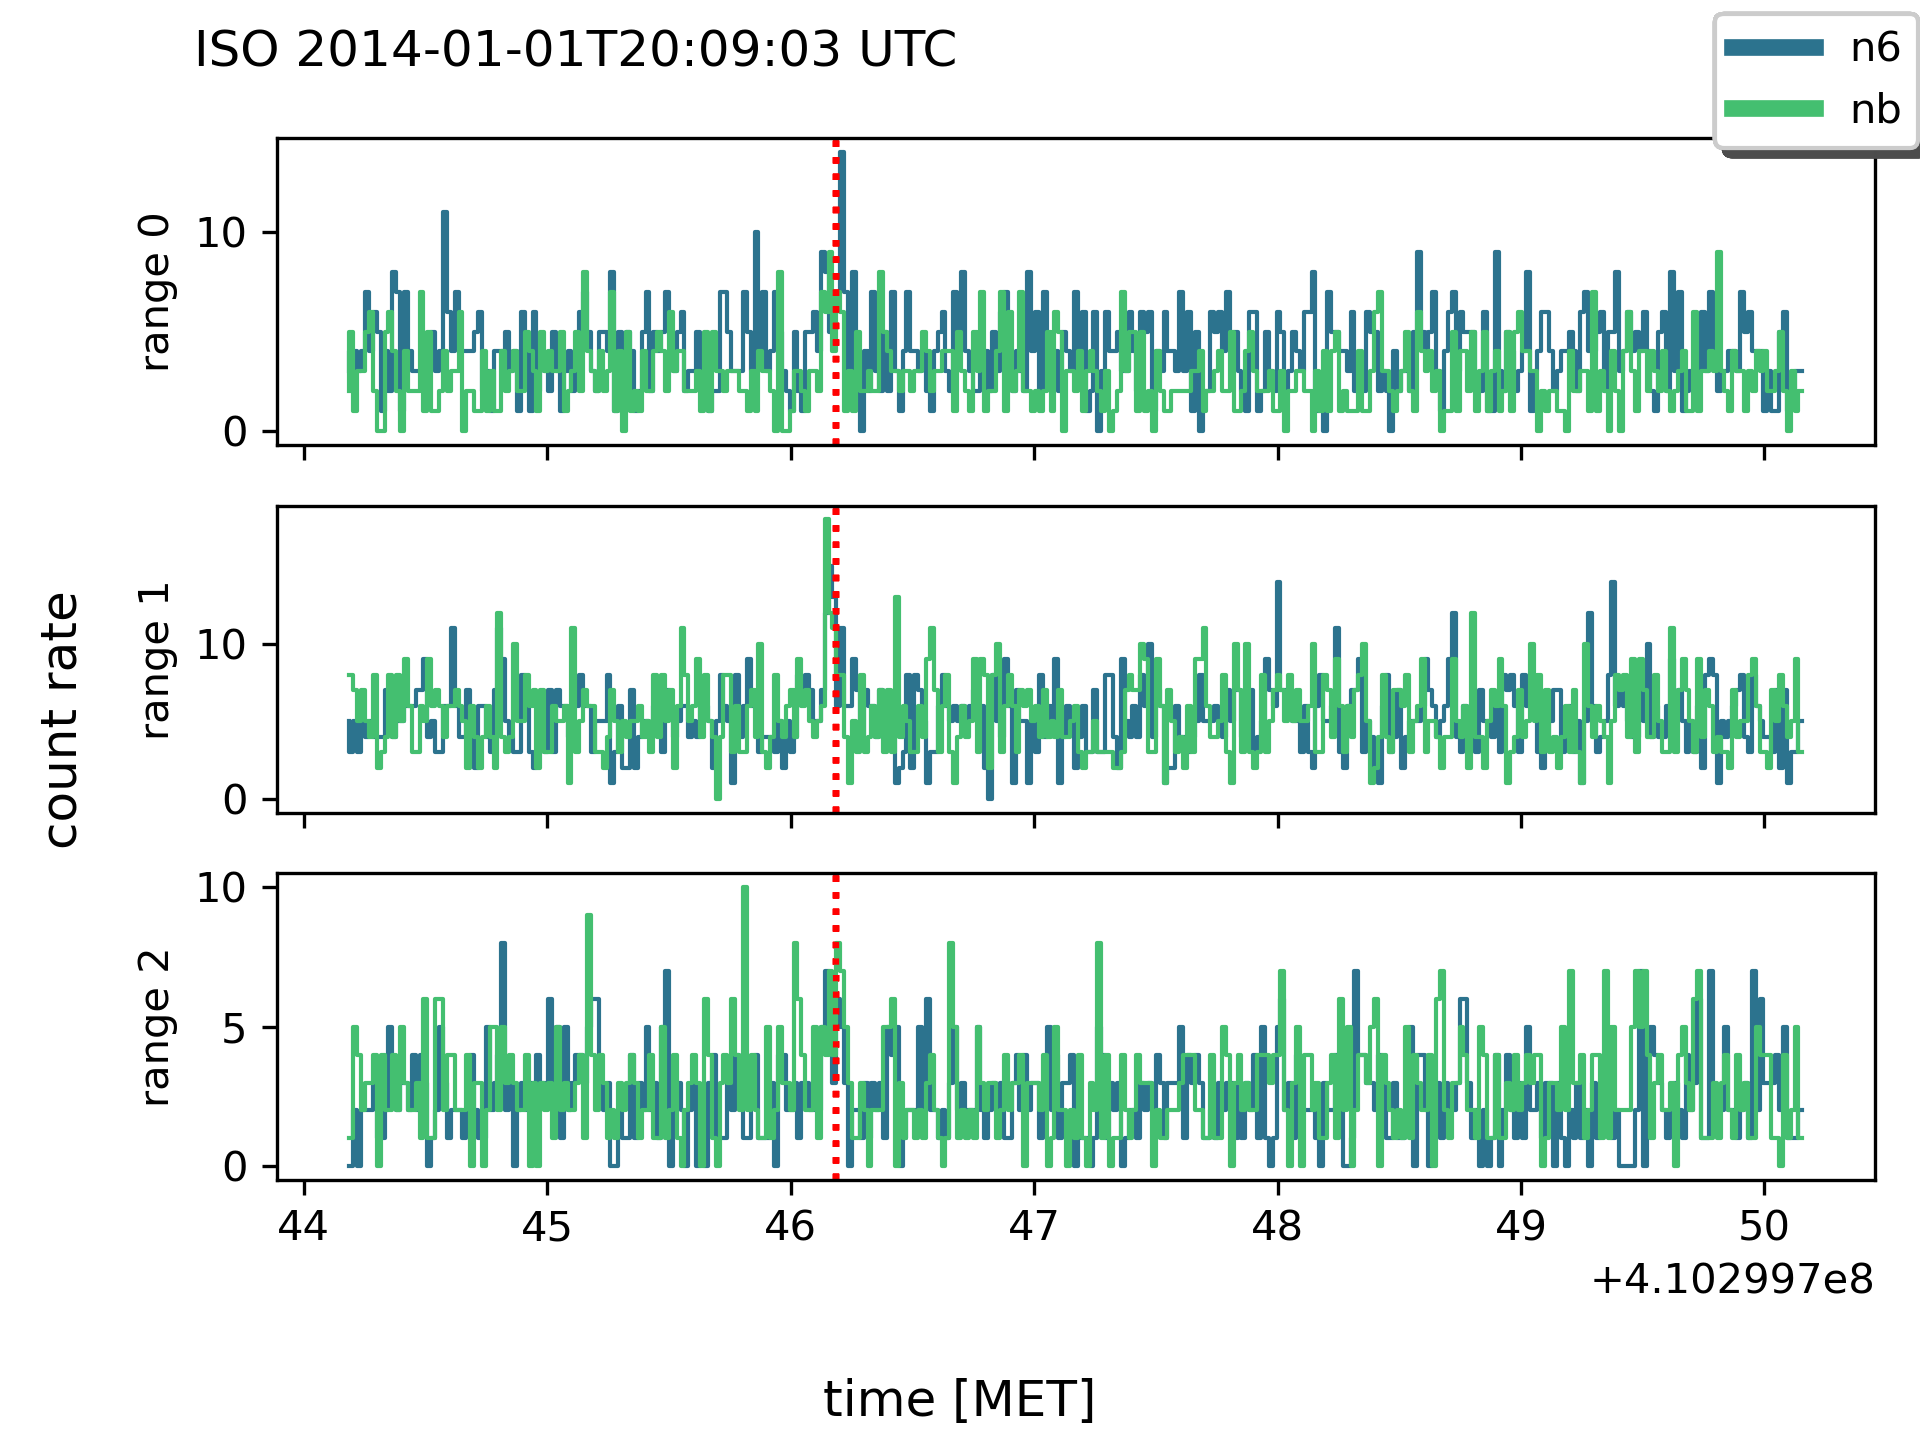 ISO 2014-01-01T20:09:03 UTC
n6
nb
range 0
10
0
range 1
10
0
count rate
range 2
10
5
0
44 45 46 47 48 49 50
+4.102997e8
time [MET]